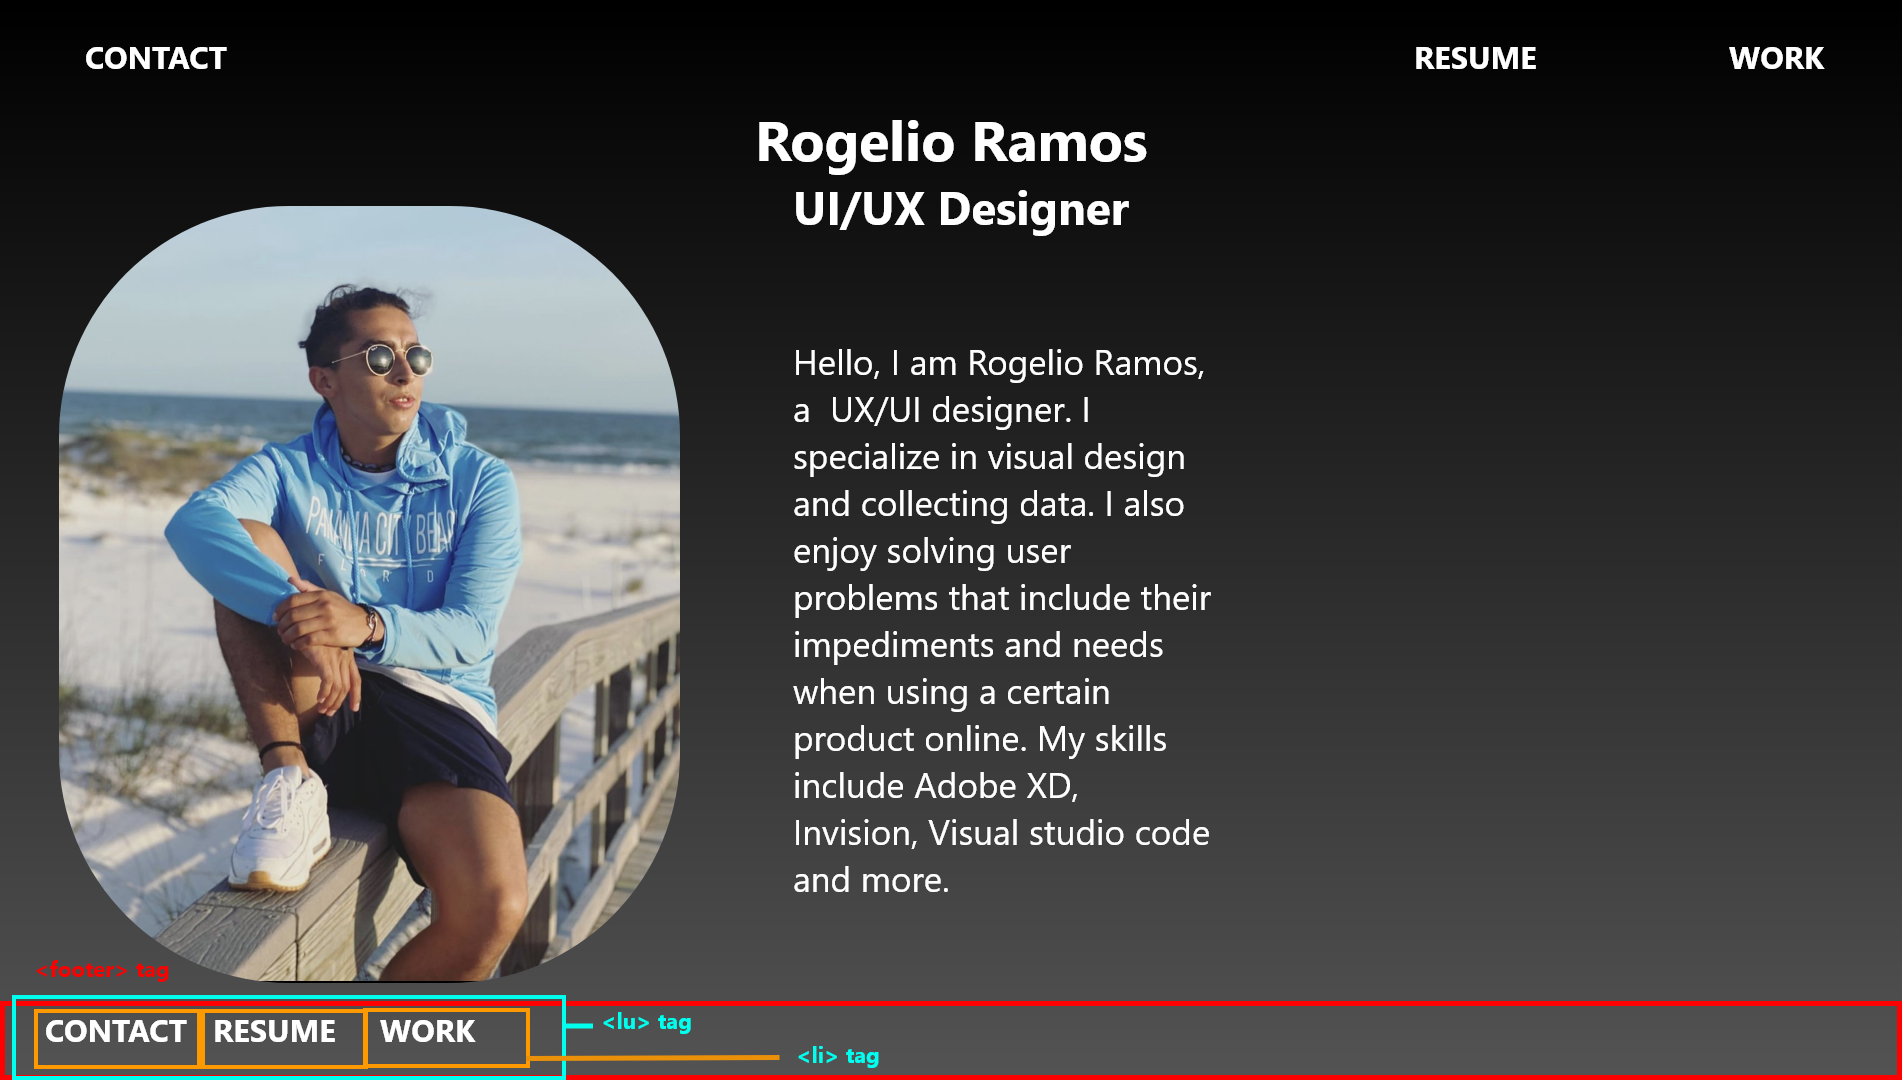 CONTACT
RESUME
WORK
Rogelio Ramos
UI/UX Designer
PANAMA CITY BEACH
Hello, I am Rogelio Ramos,
a  UX/UI designer. I
specialize in visual design
and collecting data. I also
enjoy solving user
problems that include their
impediments and needs
when using a certain
product online. My skills
include Adobe XD,
Invision, Visual studio code
and more.
<footer> tag
CONTACT
RESUME
WORK
<lu> tag
<li> tag